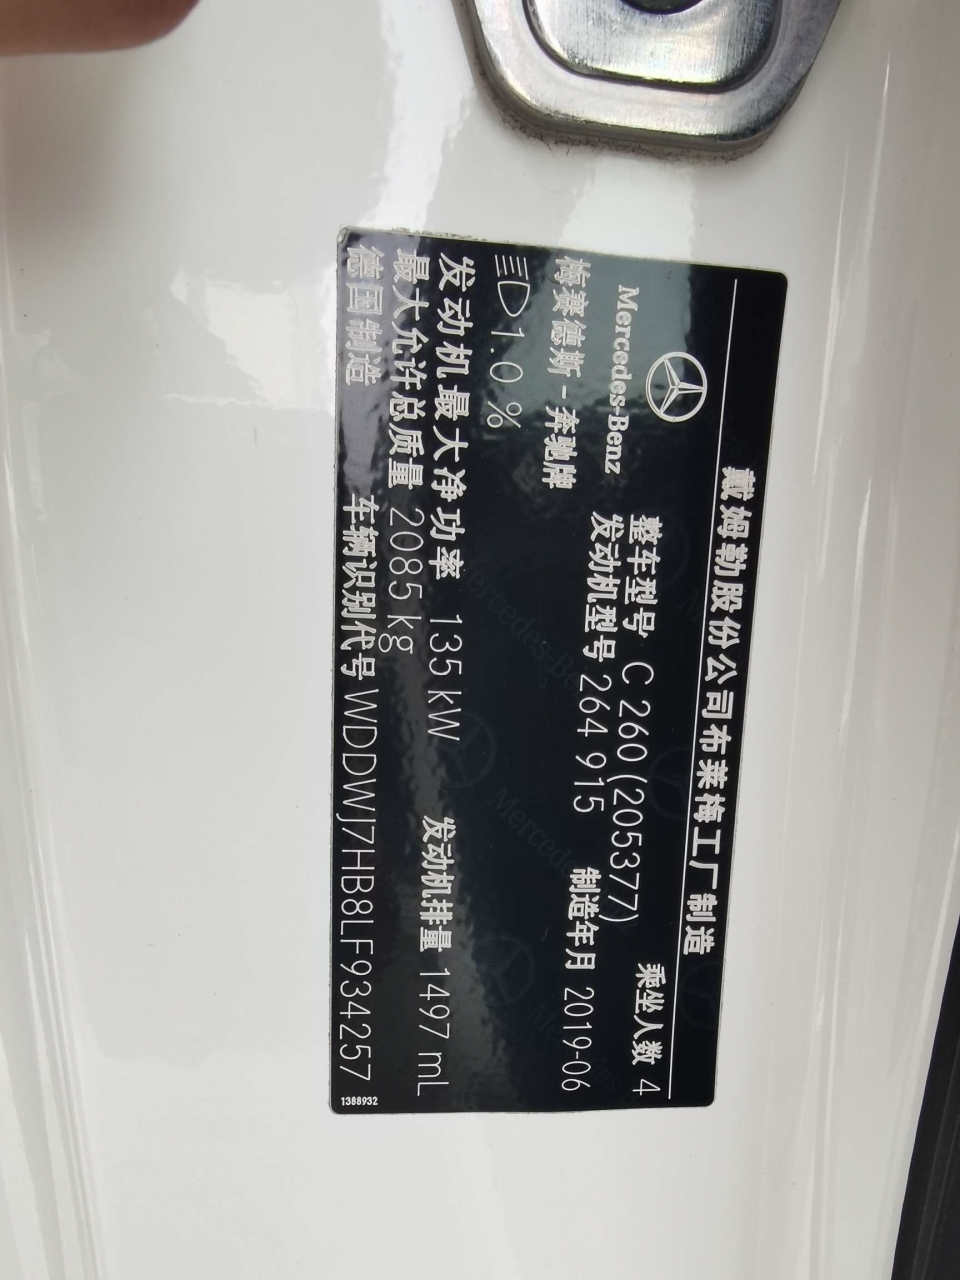 戴姆勒股份公司布莱梅工厂制造
Mercedes-Benz
整车型号 C 260 (205377) 乘坐人数 4
发动机型号 264 915 制造年月 2019-06
梅赛德斯-奔驰牌
1.0 %
发动机最大净功率 135 kW 发动机排量 1497 mL
最大允许总质量 2085 kg
德国制造 车辆识别代号 WDDWJ7HB8LF934257
1388932